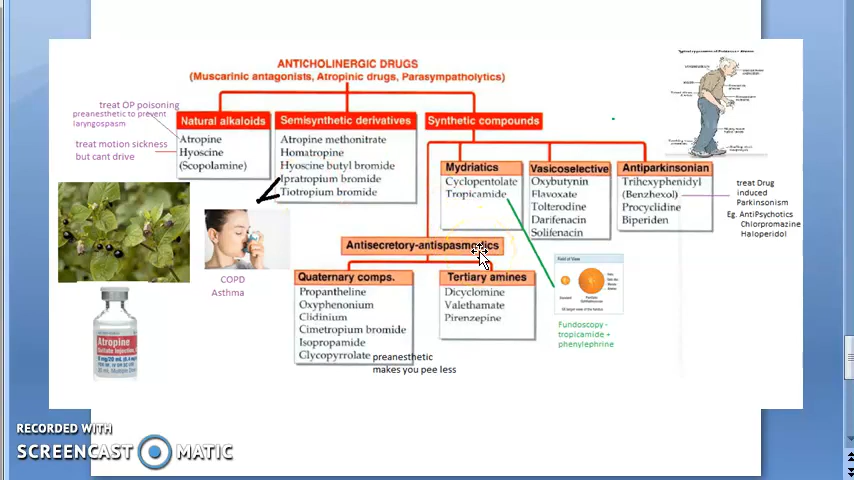 ANTICHOLINERGIC DRUGS
(Muscarinic antagonists, Atropinic drugs, Parasympatholytics)
Natural alkaloids
Atropine
Hyoscine
(Scopolamine)
treat OP poisoning
preanesthetic to prevent
laryngospasm
treat motion sickness
but cant drive
Semisynthetic derivatives
Atropine methonitrate
Homatropine
Hyoscine butyl bromide
Ipratropium bromide
Tiotropium bromide
COPD
Asthma
Synthetic compounds
Mydriatics
Cyclopentolate
Tropicamide
Vasicoselective
Oxybutynin
Flavoxate
Tolterodine
Darifenacin
Solifenacin
Antiparkinsonian
Trihexyphenidyl
(Benzhexol)
Procyclidine
Biperiden
treat Drug
induced
Parkinsonism
Eg. AntiPsychotics
Chlorpromazine
Haloperidol
Antisecretory-antispasmodics
Quaternary comps.
Propantheline
Oxyphenonium
Clidinium
Cimetropium bromide
Isopropamide
Glycopyrrolate
preanesthetic
makes you pee less
Tertiary amines
Dicyclomine
Valethamate
Pirenzepine
Field of View
Fundoscopy -
tropicamide +
phenylephrine
Atropine
RECORDED WITH
SCREENCAST MATIC